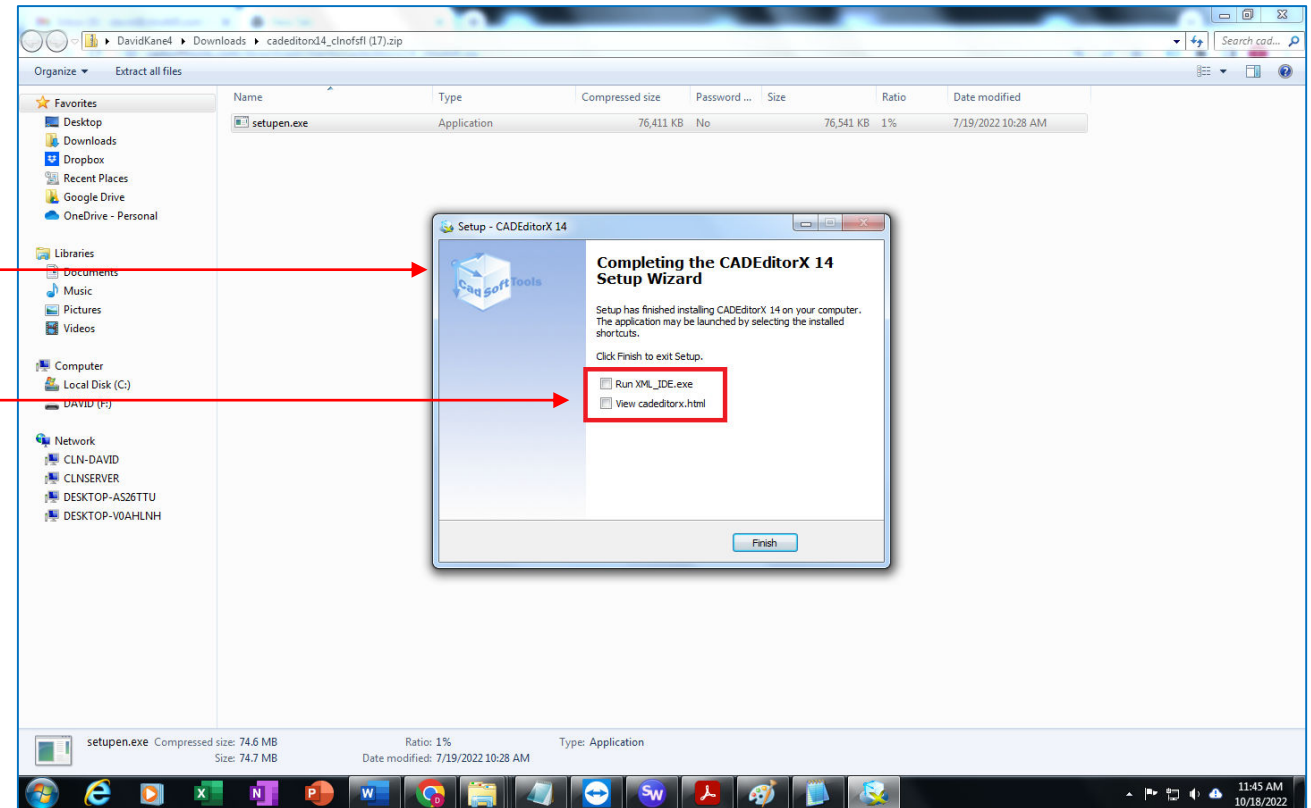 DavidKane4 ▸ Downloads ▸ cadeditorx14_clnofsfl (17).zip
Search cad...
Organize Extract all files
Name Type Compressed size Password ... Size Ratio Date modified
setupen.exe Application 76,411 KB No 76,541 KB 1% 7/19/2022 10:28 AM
Favorites
Desktop
Downloads
Dropbox
Recent Places
Google Drive
OneDrive - Personal
Libraries
Documents
Music
Pictures
Videos
Computer
Local Disk (C:)
DAVID (F:)
Network
CLN-DAVID
CLNSERVER
DESKTOP-AS26TTU
DESKTOP-V0AHLNH
Setup - CADEditorX 14
Cad Soft Tools
Completing the CADEditorX 14
Setup Wizard
Setup has finished installing CADEditorX 14 on your computer.
The application may be launched by selecting the installed
shortcuts.
Click Finish to exit Setup.
Run XML_IDE.exe
View cadeditorx.html
Finish
setupen.exe Compressed size: 74.6 MB Ratio: 1% Type: Application
Size: 74.7 MB Date modified: 7/19/2022 10:28 AM
11:45 AM
10/18/2022